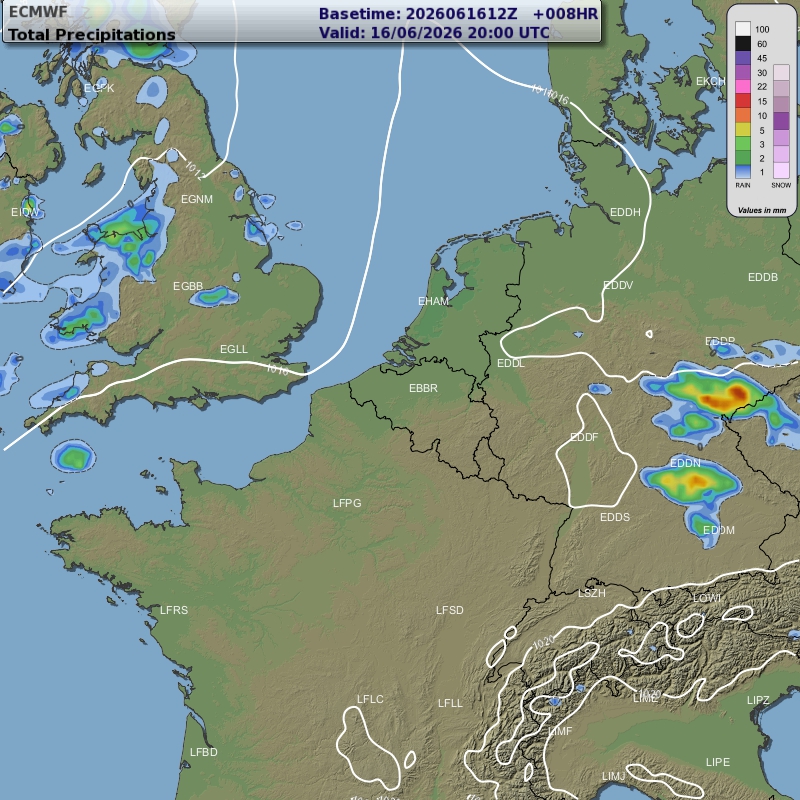 ECMWF
Basetime: 2026061612Z +008HR
Total Precipitations
Valid: 16/06/2026 20:00 UTC
100
60
45
30
22
15
10
5
3
2
1
RAIN SNOW
Values in mm
EKCH
1016
1012
EGNM
EIDW
EDDH
EGBB
EDDV
EDDB
EHAM
EGLL
EDDP
EDDL
1016
EBBR
EDDF
EDDN
LFPG
EDDS
EDDM
LSZH
LOWI
LFRS
LFSD
1020
1020
LFLC
LFLL
LIPZ
LIMF
LFBD
LIPE
LIMJ